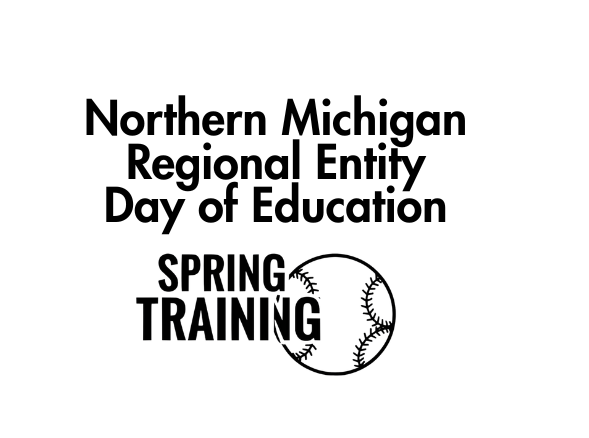 Northern Michigan
Regional Entity
Day of Education
SPRING
TRAINING